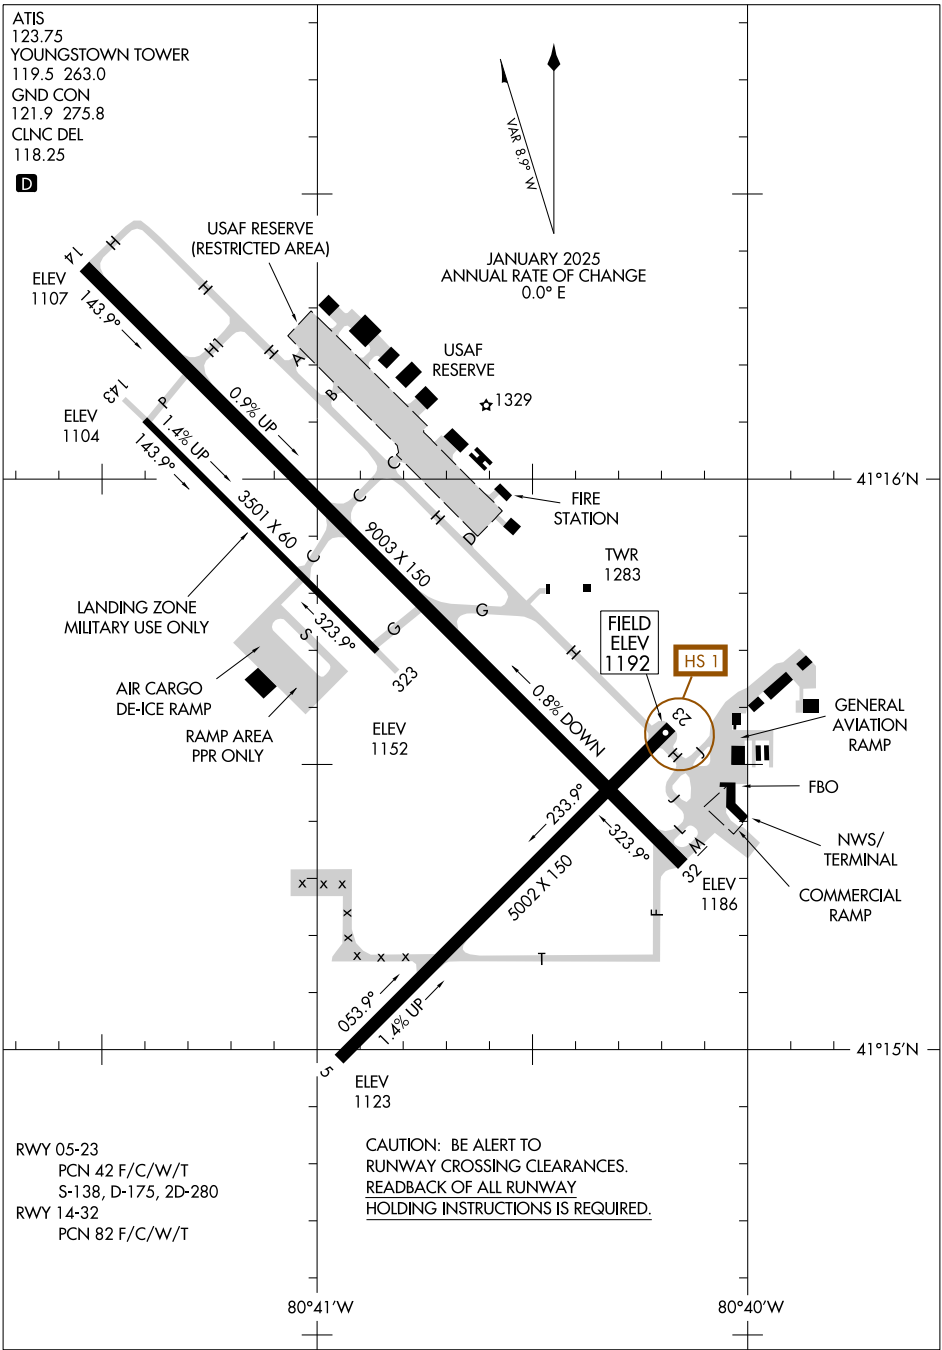 ATIS
123.75
YOUNGSTOWN TOWER
119.5 263.0
GND CON
121.9 275.8
CLNC DEL
118.25
D
VAR 8.9° W
JANUARY 2025
ANNUAL RATE OF CHANGE
0.0° E
USAF RESERVE
(RESTRICTED AREA)
14
H
ELEV
1107
143.9°
H
H1
H
A
B
USAF
RESERVE
1329
143
P
ELEV
1104
1.4% UP
143.9°
0.9% UP
C
C
H
D
41°16'N
FIRE
STATION
3501 X 60
9003 X 150
C
TWR
1283
LANDING ZONE
MILITARY USE ONLY
323.9°
S
G
G
H
FIELD
ELEV
1192
HS 1
323
AIR CARGO
DE-ICE RAMP
RAMP AREA
PPR ONLY
ELEV
1152
0.8% DOWN
23
H
J
GENERAL
AVIATION
RAMP
J
FBO
233.9°
323.9°
L
M
NWS/
TERMINAL
32
ELEV
1186
COMMERCIAL
RAMP
5002 X 150
X X X
X
X
X X X
F
T
053.9°
1.4% UP
41°15'N
5
ELEV
1123
RWY 05-23
PCN 42 F/C/W/T
S-138, D-175, 2D-280
RWY 14-32
PCN 82 F/C/W/T
CAUTION: BE ALERT TO
RUNWAY CROSSING CLEARANCES.
READBACK OF ALL RUNWAY
HOLDING INSTRUCTIONS IS REQUIRED.
80°41'W
80°40'W